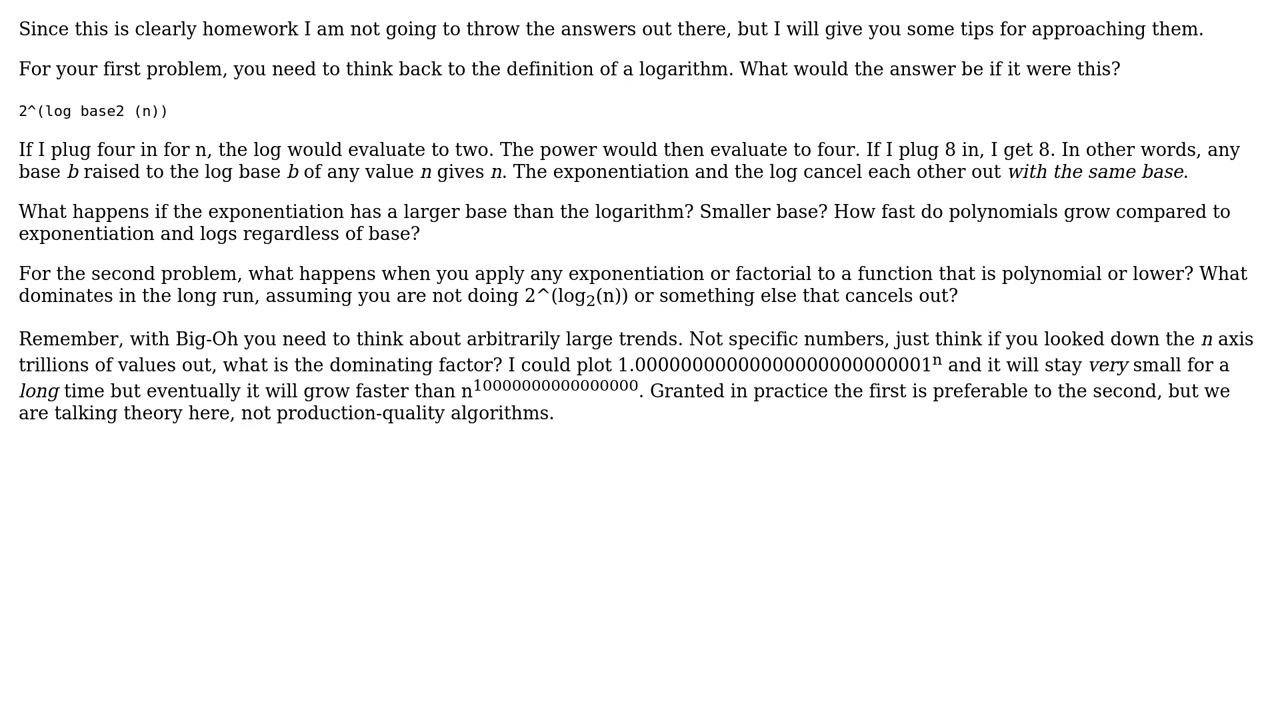 Since this is clearly homework I am not going to throw the answers out there, but I will give you some tips for approaching them.
For your first problem, you need to think back to the definition of a logarithm. What would the answer be if it were this?
2^(log base2 (n))
If I plug four in for n, the log would evaluate to two. The power would then evaluate to four. If I plug 8 in, I get 8. In other words, any
base b raised to the log base b of any value n gives n. The exponentiation and the log cancel each other out with the same base.
What happens if the exponentiation has a larger base than the logarithm? Smaller base? How fast do polynomials grow compared to
exponentiation and logs regardless of base?
For the second problem, what happens when you apply any exponentiation or factorial to a function that is polynomial or lower? What
dominates in the long run, assuming you are not doing 2^(log2(n)) or something else that cancels out?
Remember, with Big-Oh you need to think about arbitrarily large trends. Not specific numbers, just think if you looked down the n axis
trillions of values out, what is the dominating factor? I could plot 1.00000000000000000000000001n and it will stay very small for a
long time but eventually it will grow faster than n10000000000000000. Granted in practice the first is preferable to the second, but we
are talking theory here, not production-quality algorithms.